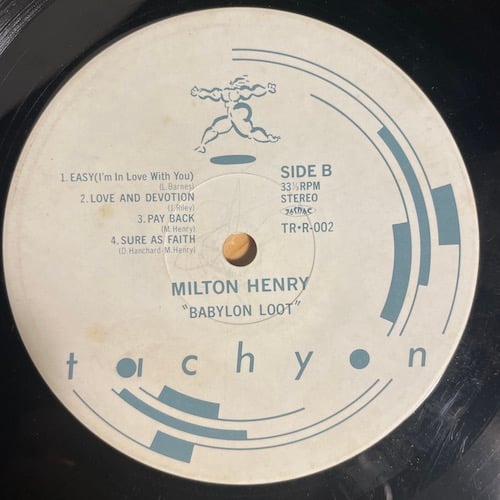 1. EASY(I'm In Love With You)
(L. Barnes)
2. LOVE AND DEVOTION
(J. Riley)
3. PAY BACK
(M. Henry)
4. SURE AS FAITH
(D. Hanchard-M. Henry)
SIDE B
33⅓RPM
STEREO
TR•R-002
MILTON HENRY
"BABYLON LOOT"
tachyon